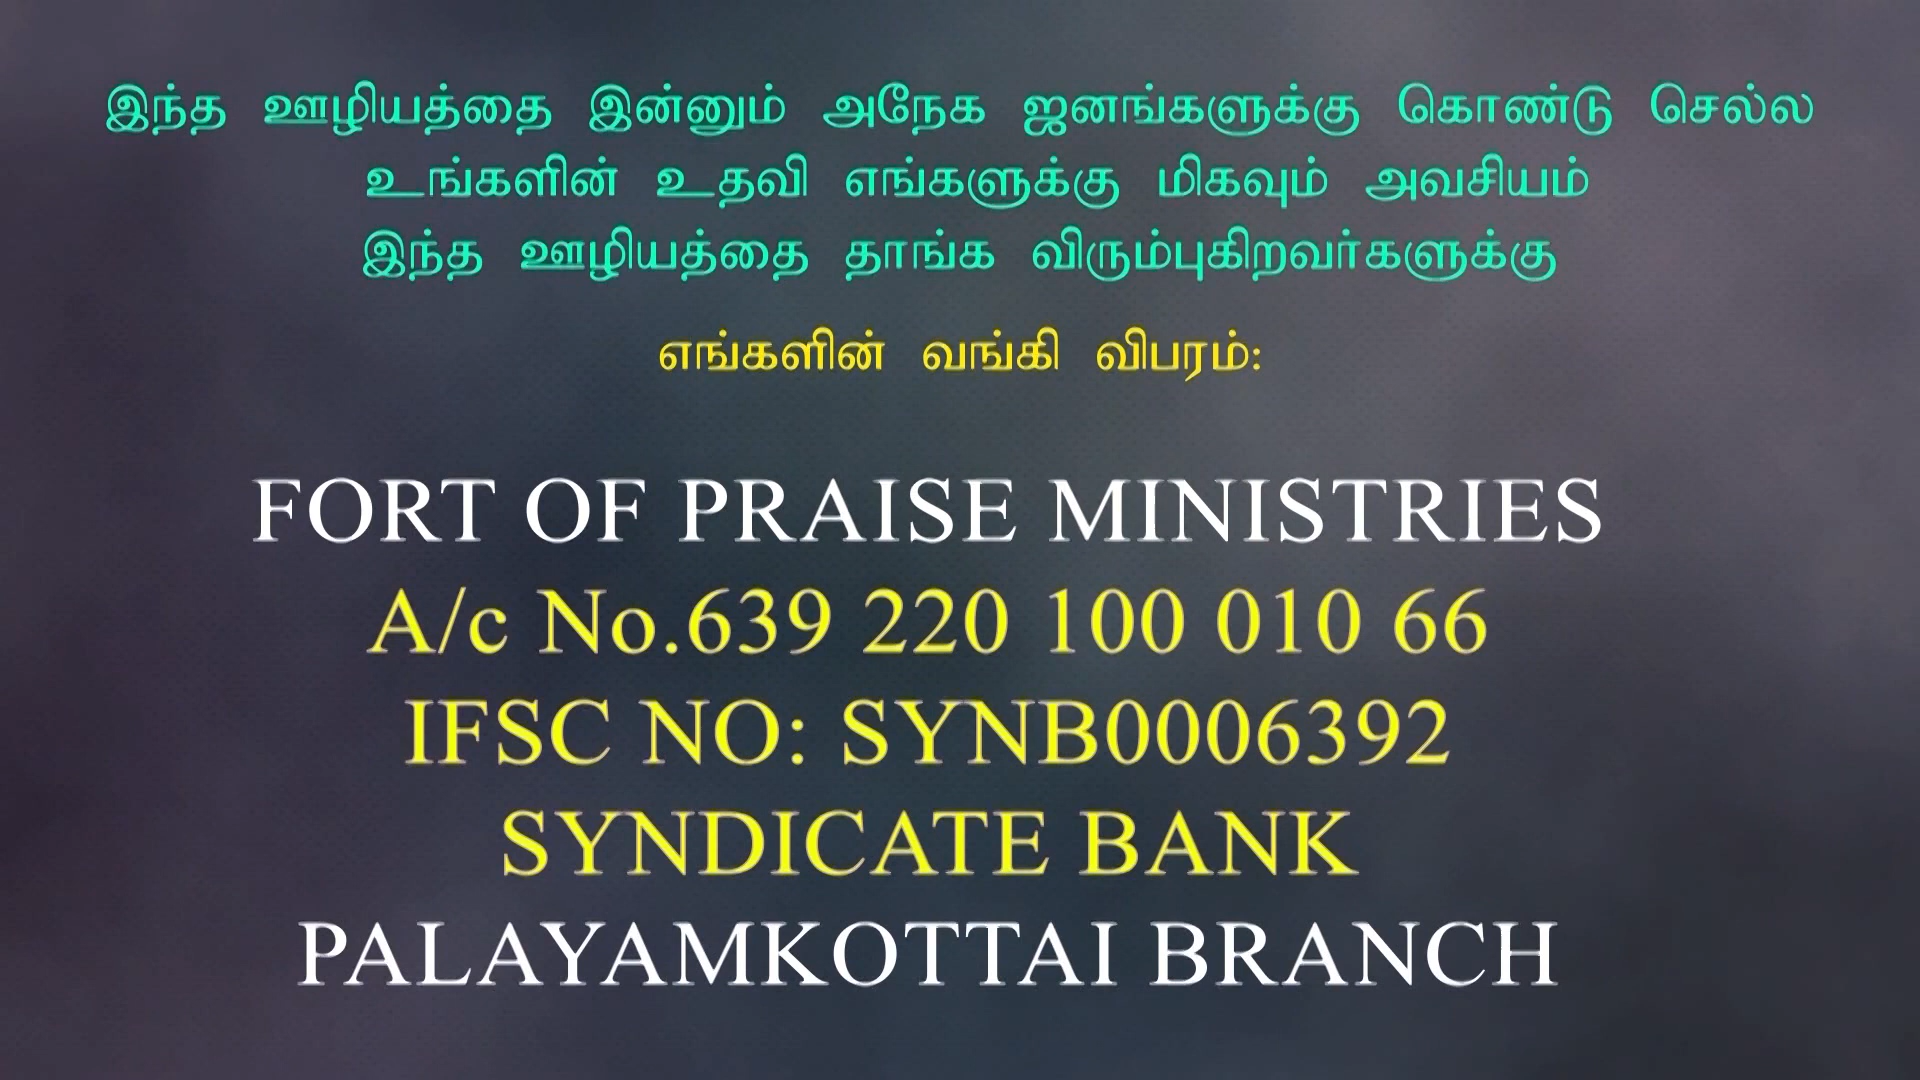 இந்த ஊழியத்தை இன்னும் அநேக ஜனங்களுக்கு கொண்டு செல்ல
உங்களின் உதவி எங்களுக்கு மிகவும் அவசியம்
இந்த ஊழியத்தை தாங்க விரும்புகிறவர்களுக்கு
எங்களின் வங்கி விபரம்:
FORT OF PRAISE MINISTRIES
A/c No.639 220 100 010 66
IFSC NO: SYNB0006392
SYNDICATE BANK
PALAYAMKOTTAI BRANCH